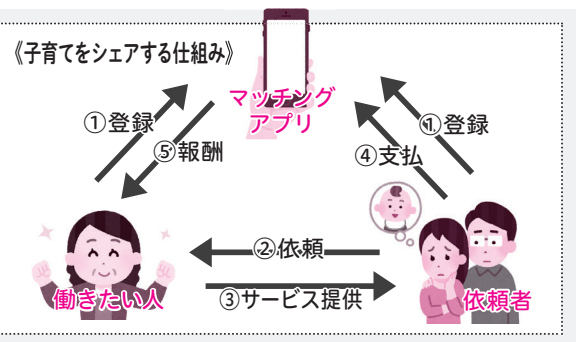 《子育てをシェアする仕組み》
マッチング
アプリ
①登録
①登録
⑤報酬
④支払
②依頼
③サービス提供
働きたい人
依頼者